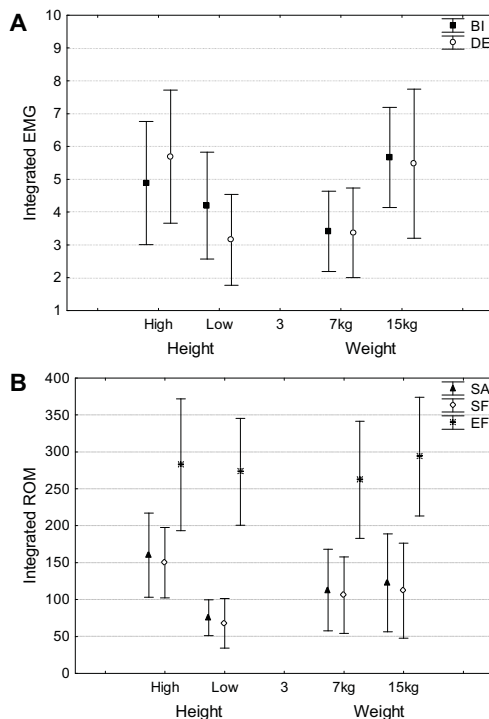 A
BI
DE
10
9
8
7
6
5
4
3
2
1
Integrated EMG
High Low 3 7kg 15kg
Height Weight
B
SA
SF
EF
400
350
300
250
200
150
100
50
0
Integrated ROM
High Low 3 7kg 15kg
Height Weight